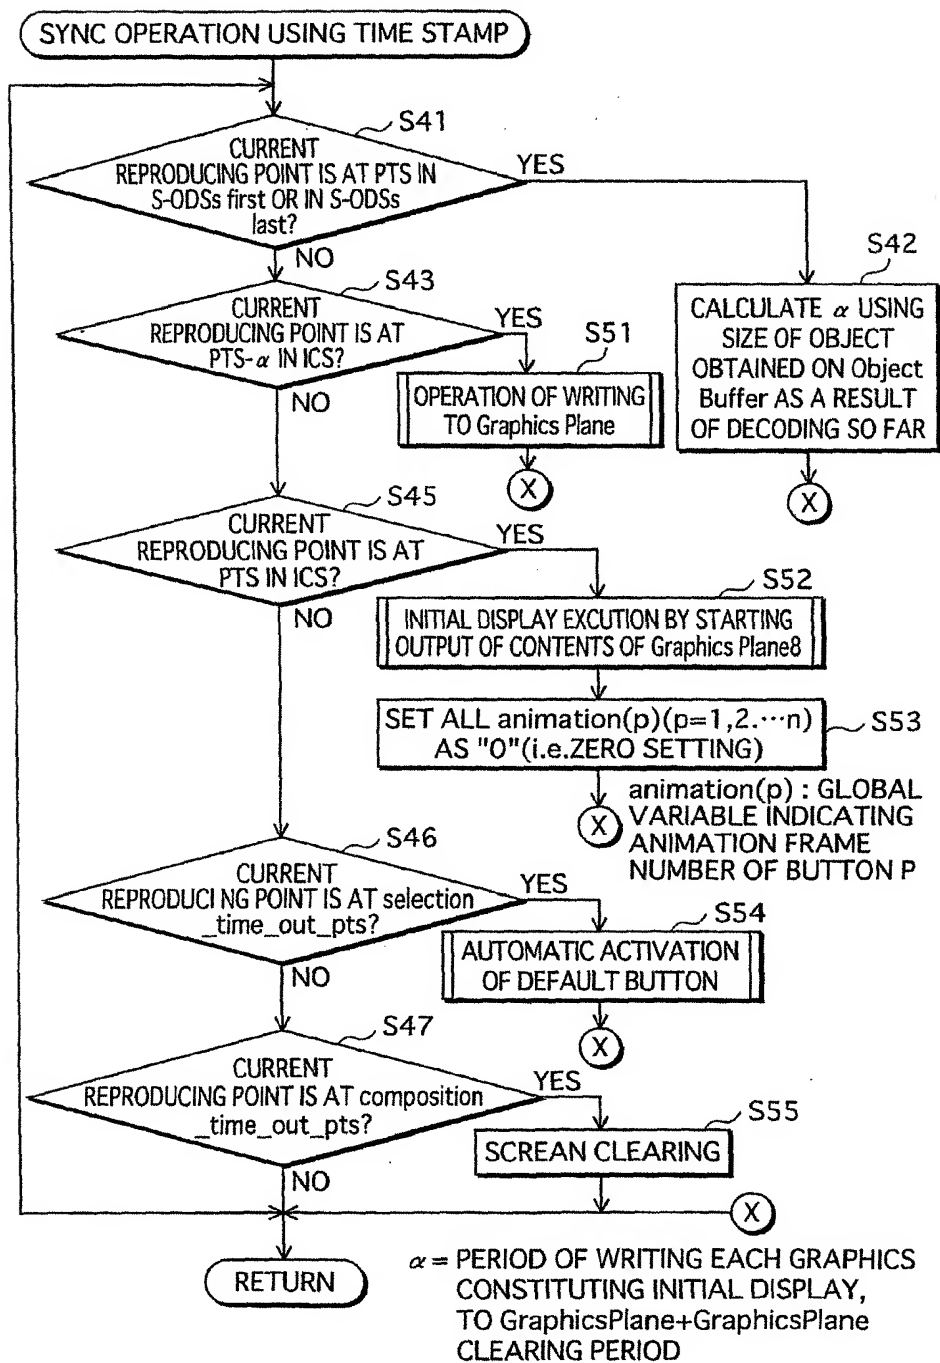 SYNC OPERATION USING TIME STAMP
S41
CURRENT
REPRODUCING POINT IS AT PTS IN
S-ODSs first OR IN S-ODSs
last?
YES
NO
S42
CALCULATE α USING
SIZE OF OBJECT
OBTAINED ON Object
Buffer AS A RESULT
OF DECODING SO FAR
X
S43
CURRENT
REPRODUCING POINT IS AT
PTS-α IN ICS?
YES
NO
S51
OPERATION OF WRITING
TO Graphics Plane
X
S45
CURRENT
REPRODUCING POINT IS AT
PTS IN ICS?
YES
NO
S52
INITIAL DISPLAY EXCUTION BY STARTING
OUTPUT OF CONTENTS OF Graphics Plane8
SET ALL animation(p)(p=1,2.⋯n)
AS "0"(i.e.ZERO SETTING)
S53
X
animation(p) : GLOBAL
VARIABLE INDICATING
ANIMATION FRAME
NUMBER OF BUTTON P
S46
CURRENT
REPRODUCING POINT IS AT selection
_time_out_pts?
YES
NO
S54
AUTOMATIC ACTIVATION
OF DEFAULT BUTTON
X
S47
CURRENT
REPRODUCING POINT IS AT composition
_time_out_pts?
YES
NO
S55
SCREAN CLEARING
X
RETURN
α = PERIOD OF WRITING EACH GRAPHICS
CONSTITUTING INITIAL DISPLAY,
TO GraphicsPlane+GraphicsPlane
CLEARING PERIOD